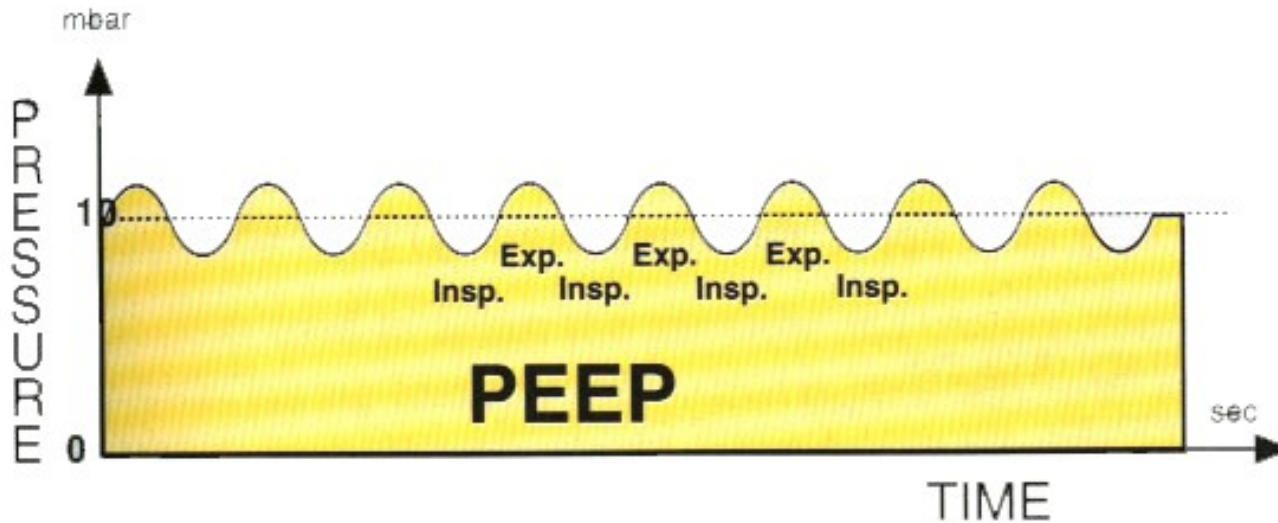 mbar
PRESSURE
10
Exp. Exp. Exp.
Insp. Insp. Insp. Insp.
PEEP
sec
0
TIME